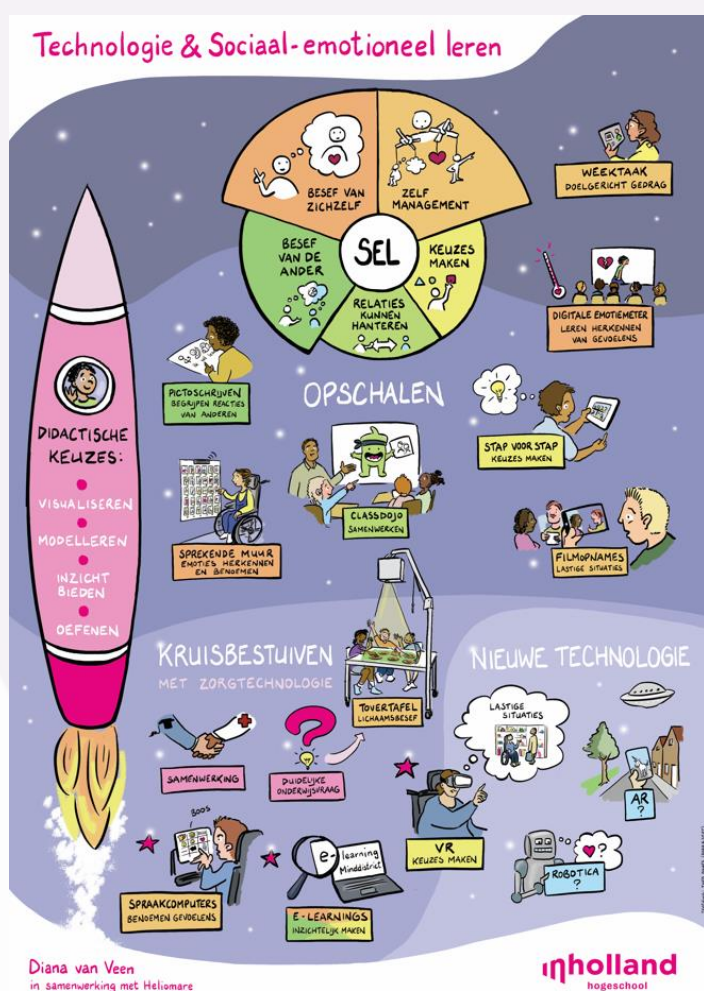 Technologie & Sociaal-emotioneel leren
BESEF VAN
ZICHZELF
ZELF
MANAGEMENT
BESEF
VAN DE
ANDER
SEL
KEUZES
MAKEN
RELATIES
KUNNEN
HANTEREN
WEEKTAAK
DOELGERICHT GEDRAG
DIGITALE EMOTIEMETER
LEREN HERKENNEN
VAN GEVOELENS
DIDACTISCHE
KEUZES:
VISUALISEREN
MODELLEREN
INZICHT
BIEDEN
OEFENEN
OPSCHALEN
PICTOSCHRIJVEN
BEGRIJPEN REACTIES
VAN ANDEREN
STAP VOOR STAP
KEUZES MAKEN
CLASSDOJO
SAMENWERKEN
SPREKENDE MUUR
EMOTIES HERKENNEN
EN BENOEMEN
FILMOPNAMES
LASTIGE SITUATIES
KRUISBESTUIVEN
MET ZORGTECHNOLOGIE
TOVERTAFEL
LICHAAMSBESEF
SAMENWERKING
DUIDELIJKE
ONDERWIJSVRAAG
BOOS
SPRAAKCOMPUTERS
BENOEMEN GEVOELENS
e-learning
Minddistrict
E-LEARNINGS
INZICHTELIJK MAKEN
NIEUWE TECHNOLOGIE
LASTIGE
SITUATIES
VR
KEUZES MAKEN
AR
?
?
ROBOTICA
?
Diana van Veen
in samenwerking met Heliomare
inholland
hogeschool